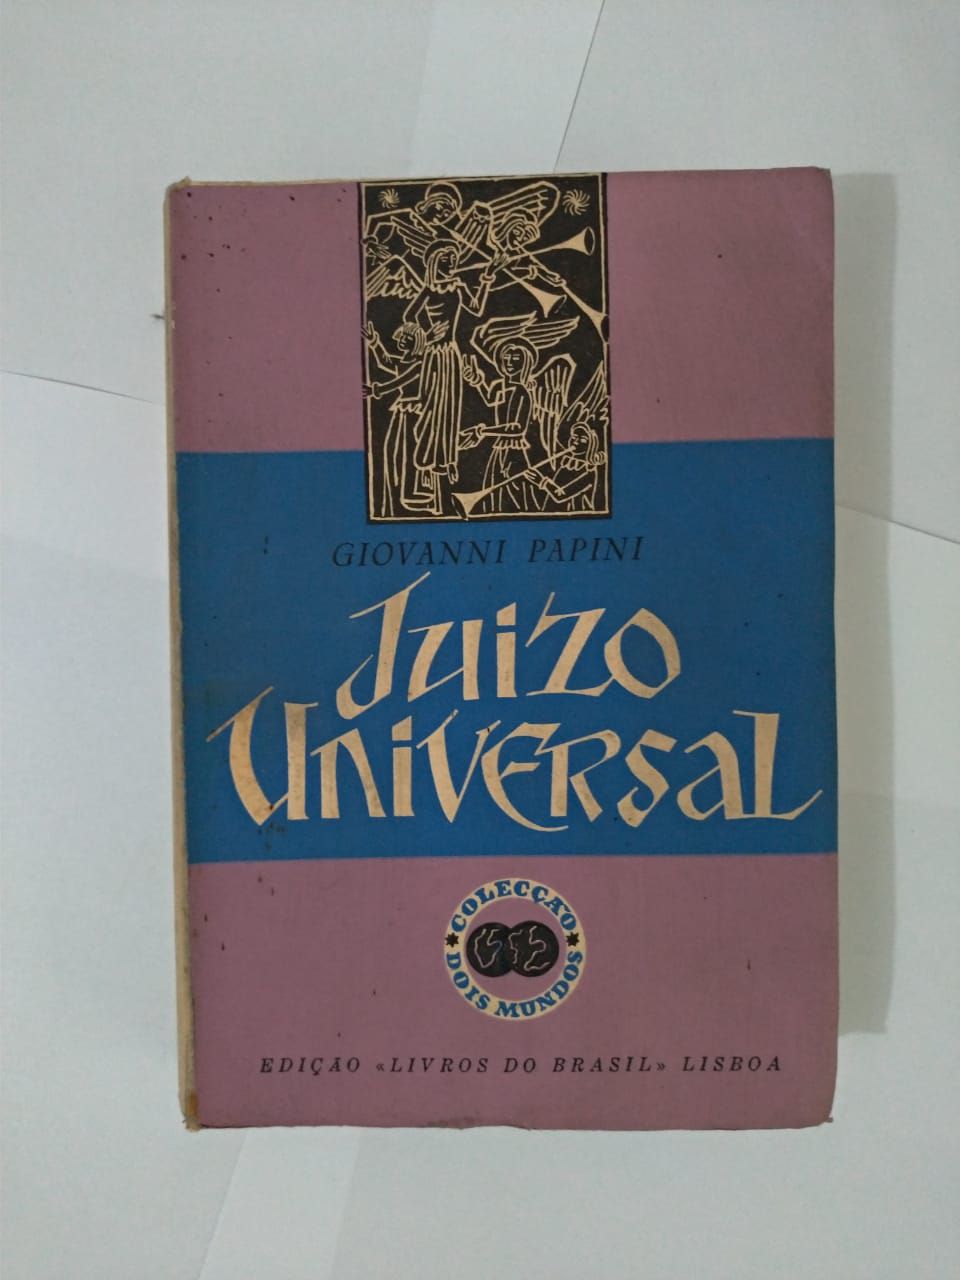 GIOVANNI PAPINI
JUIZO
UNIVERSAL
COLECÇÃO
DOIS MUNDOS
EDIÇÃO «LIVROS DO BRASIL» LISBOA